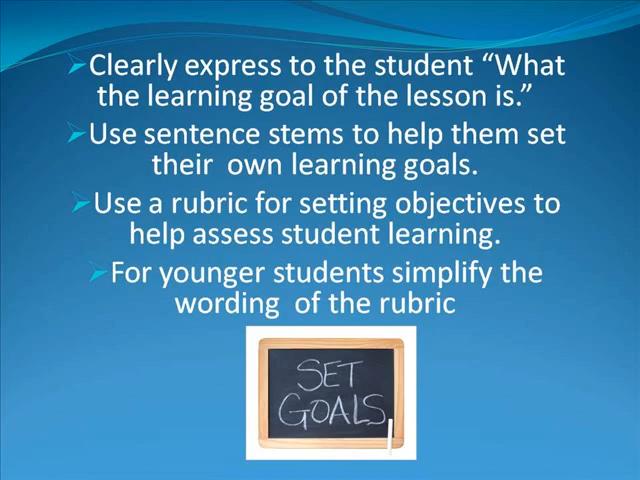 ➢Clearly express to the student “What
the learning goal of the lesson is.”
➢Use sentence stems to help them set
their own learning goals.
➢Use a rubric for setting objectives to
help assess student learning.
➢For younger students simplify the
wording of the rubric
SET
GOALS